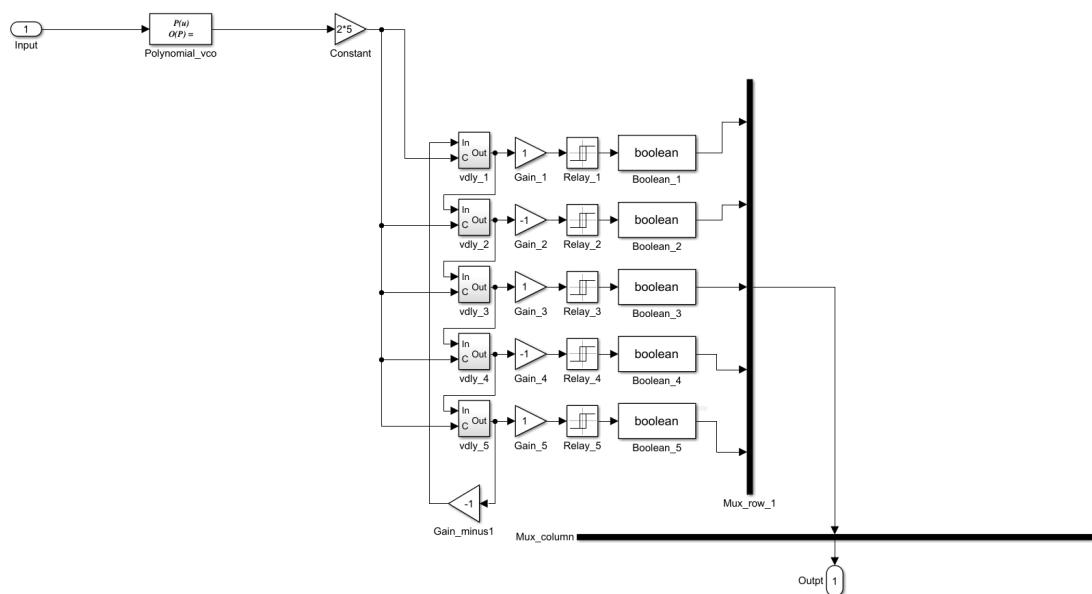 1
Input
P(u)
O(P) =
Polynomial_vco
2*5
Constant
In
C
Out
vdly_1
1
Gain_1
Relay_1
boolean
Boolean_1
In
C
Out
vdly_2
-1
Gain_2
Relay_2
boolean
Boolean_2
In
C
Out
vdly_3
1
Gain_3
Relay_3
boolean
Boolean_3
In
C
Out
vdly_4
-1
Gain_4
Relay_4
boolean
Boolean_4
In
C
Out
vdly_5
1
Gain_5
Relay_5
boolean
Boolean_5
-1
Gain_minus1
Mux_row_1
Mux_column
Outpt
1